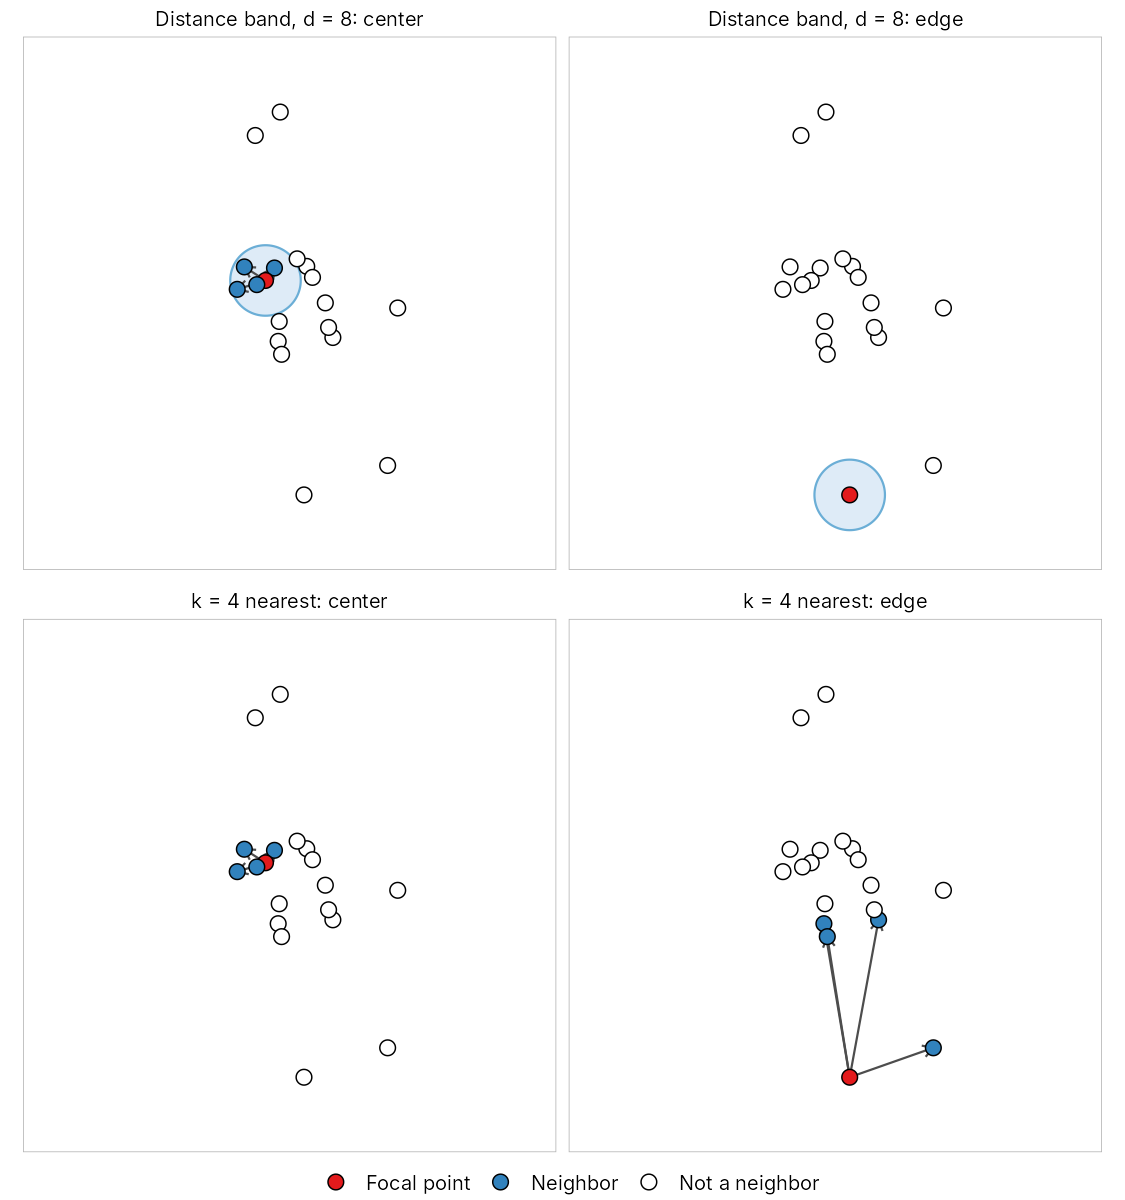 Distance band, d = 8: center
Distance band, d = 8: edge
k = 4 nearest: center
k = 4 nearest: edge
Focal point
Neighbor
Not a neighbor